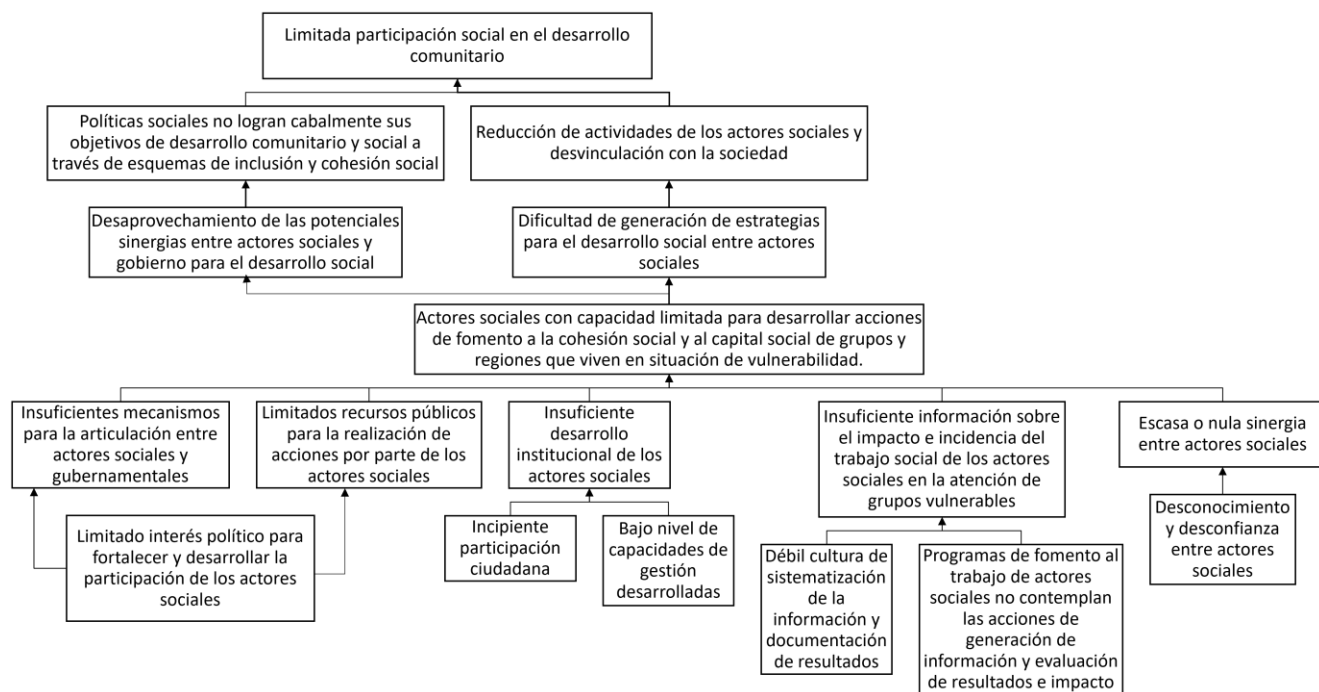 Limitada participación social en el desarrollo
comunitario
Políticas sociales no logran cabalmente sus
objetivos de desarrollo comunitario y social a
través de esquemas de inclusión y cohesión social
Reducción de actividades de los actores sociales y
desvinculación con la sociedad
Desaprovechamiento de las potenciales
sinergias entre actores sociales y
gobierno para el desarrollo social
Dificultad de generación de estrategias
para el desarrollo social entre actores
sociales
Actores sociales con capacidad limitada para desarrollar acciones
de fomento a la cohesión social y al capital social de grupos y
regiones que viven en situación de vulnerabilidad.
Insuficientes mecanismos
para la articulación entre
actores sociales y
gubernamentales
Limitados recursos públicos
para la realización de
acciones por parte de los
actores sociales
Insuficiente
desarrollo
institucional de los
actores sociales
Insuficiente información sobre
el impacto e incidencia del
trabajo social de los actores
sociales en la atención de
grupos vulnerables
Escasa o nula sinergia
entre actores sociales
Limitado interés político para
fortalecer y desarrollar la
participación de los actores
sociales
Incipiente
participación
ciudadana
Bajo nivel de
capacidades de
gestión
desarrolladas
Débil cultura de
sistematización
de la
información y
documentación
de resultados
Programas de fomento al
trabajo de actores
sociales no contemplan
las acciones de
generación de
información y evaluación
de resultados e impacto
Desconocimiento
y desconfianza
entre actores
sociales